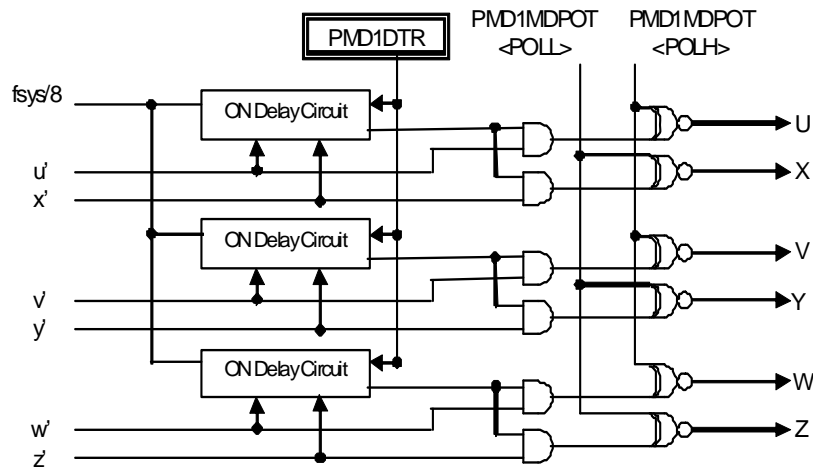 PMD1DTR
PMD1MDPOT
<POLL>
PMD1MDPOT
<POLH>
fsys/8
ON Delay Circuit
U
u'
X
x'
ON Delay Circuit
V
v'
Y
y'
ON Delay Circuit
W
w'
Z
z'